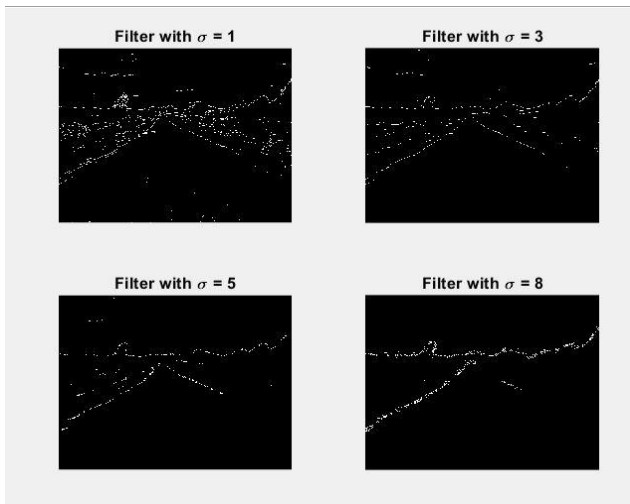 Filter with σ = 1
Filter with σ = 3
Filter with σ = 5
Filter with σ = 8